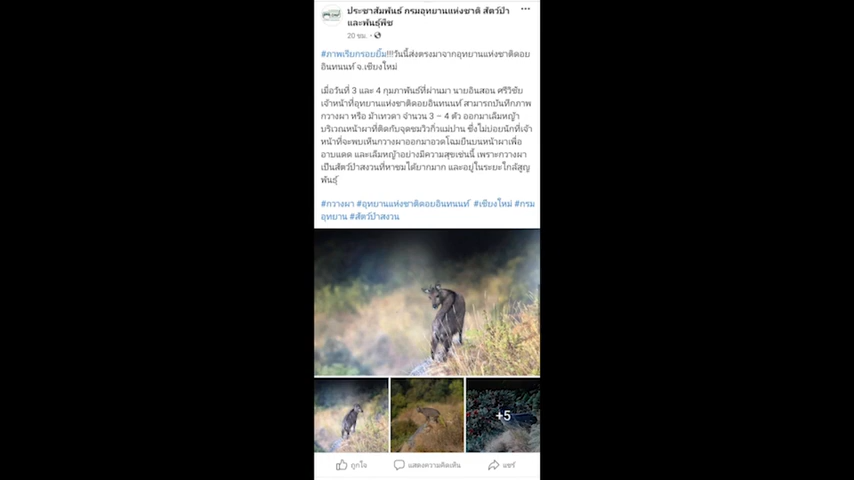 ประชาสัมพันธ์ กรมอุทยานแห่งชาติ สัตว์ป่า
และพันธุ์พืช
20 ชม. •
#ภาพเรียกรอยยิ้ม!!!วันนี้ส่งตรงมาจากอุทยานแห่งชาติดอย
อินทนนท์ จ.เชียงใหม่
เมื่อวันที่ 3 และ 4 กุมภาพันธ์ที่ผ่านมา นายอินสอน ศรีวิชัย
เจ้าหน้าที่อุทยานแห่งชาติดอยอินทนนท์ สามารถบันทึกภาพ
กวางผา หรือ ม้าเทวดา จำนวน 3 – 4 ตัว ออกมาเล็มหญ้า
บริเวณหน้าผาที่ติดกับจุดชมวิวกิ่วแม่ปาน ซึ่งไม่บ่อยนักที่เจ้า
หน้าที่จะพบเห็นกวางผาออกมาอวดโฉมยืนบนหน้าผาเพื่อ
อาบแดด และเล็มหญ้าอย่างมีความสุขเช่นนี้ เพราะกวางผา
เป็นสัตว์ป่าสงวนที่หาชมได้ยากมาก และอยู่ในระยะใกล้สูญ
พันธุ์
#กวางผา #อุทยานแห่งชาติดอยอินทนนท์ #เชียงใหม่ #กรม
อุทยาน #สัตว์ป่าสงวน
+5
ถูกใจ แสดงความคิดเห็น แชร์